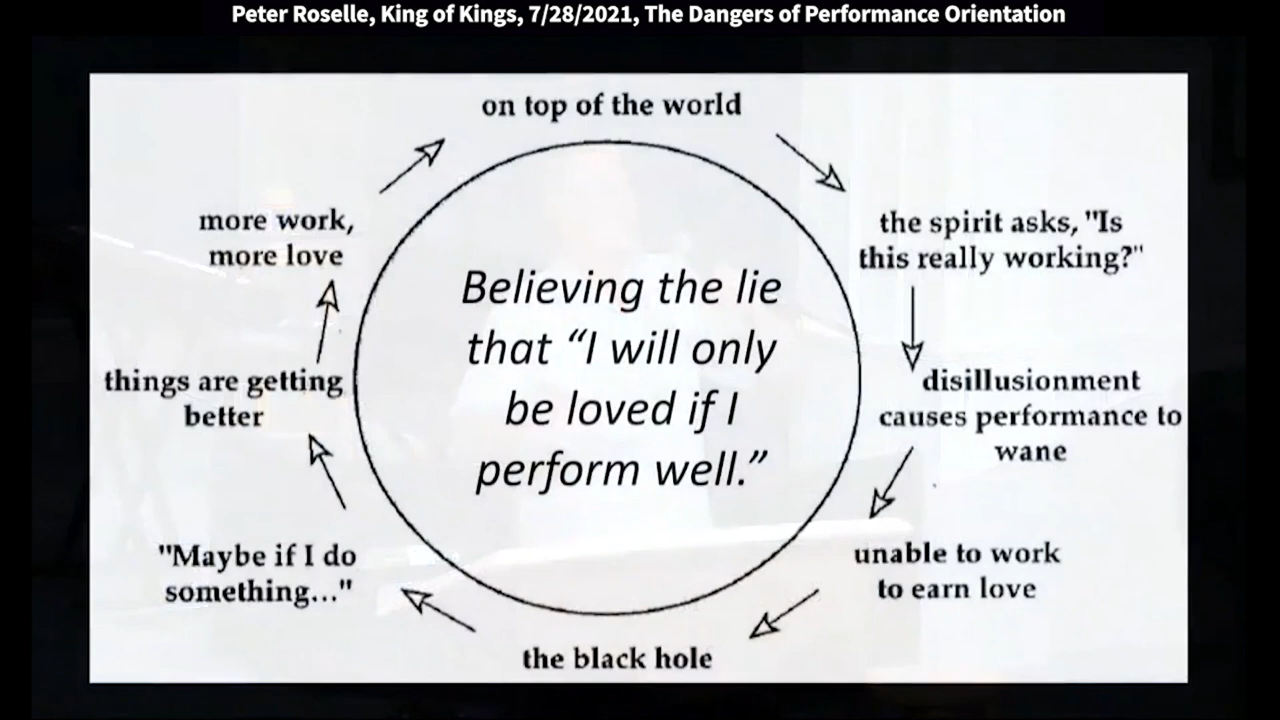 Peter Roselle, King of Kings, 7/28/2021, The Dangers of Performance Orientation
on top of the world
the spirit asks, "Is
this really working?"
disillusionment
causes performance to
wane
unable to work
to earn love
the black hole
"Maybe if I do
something..."
things are getting
better
more work,
more love
Believing the lie
that “I will only
be loved if I
perform well.”